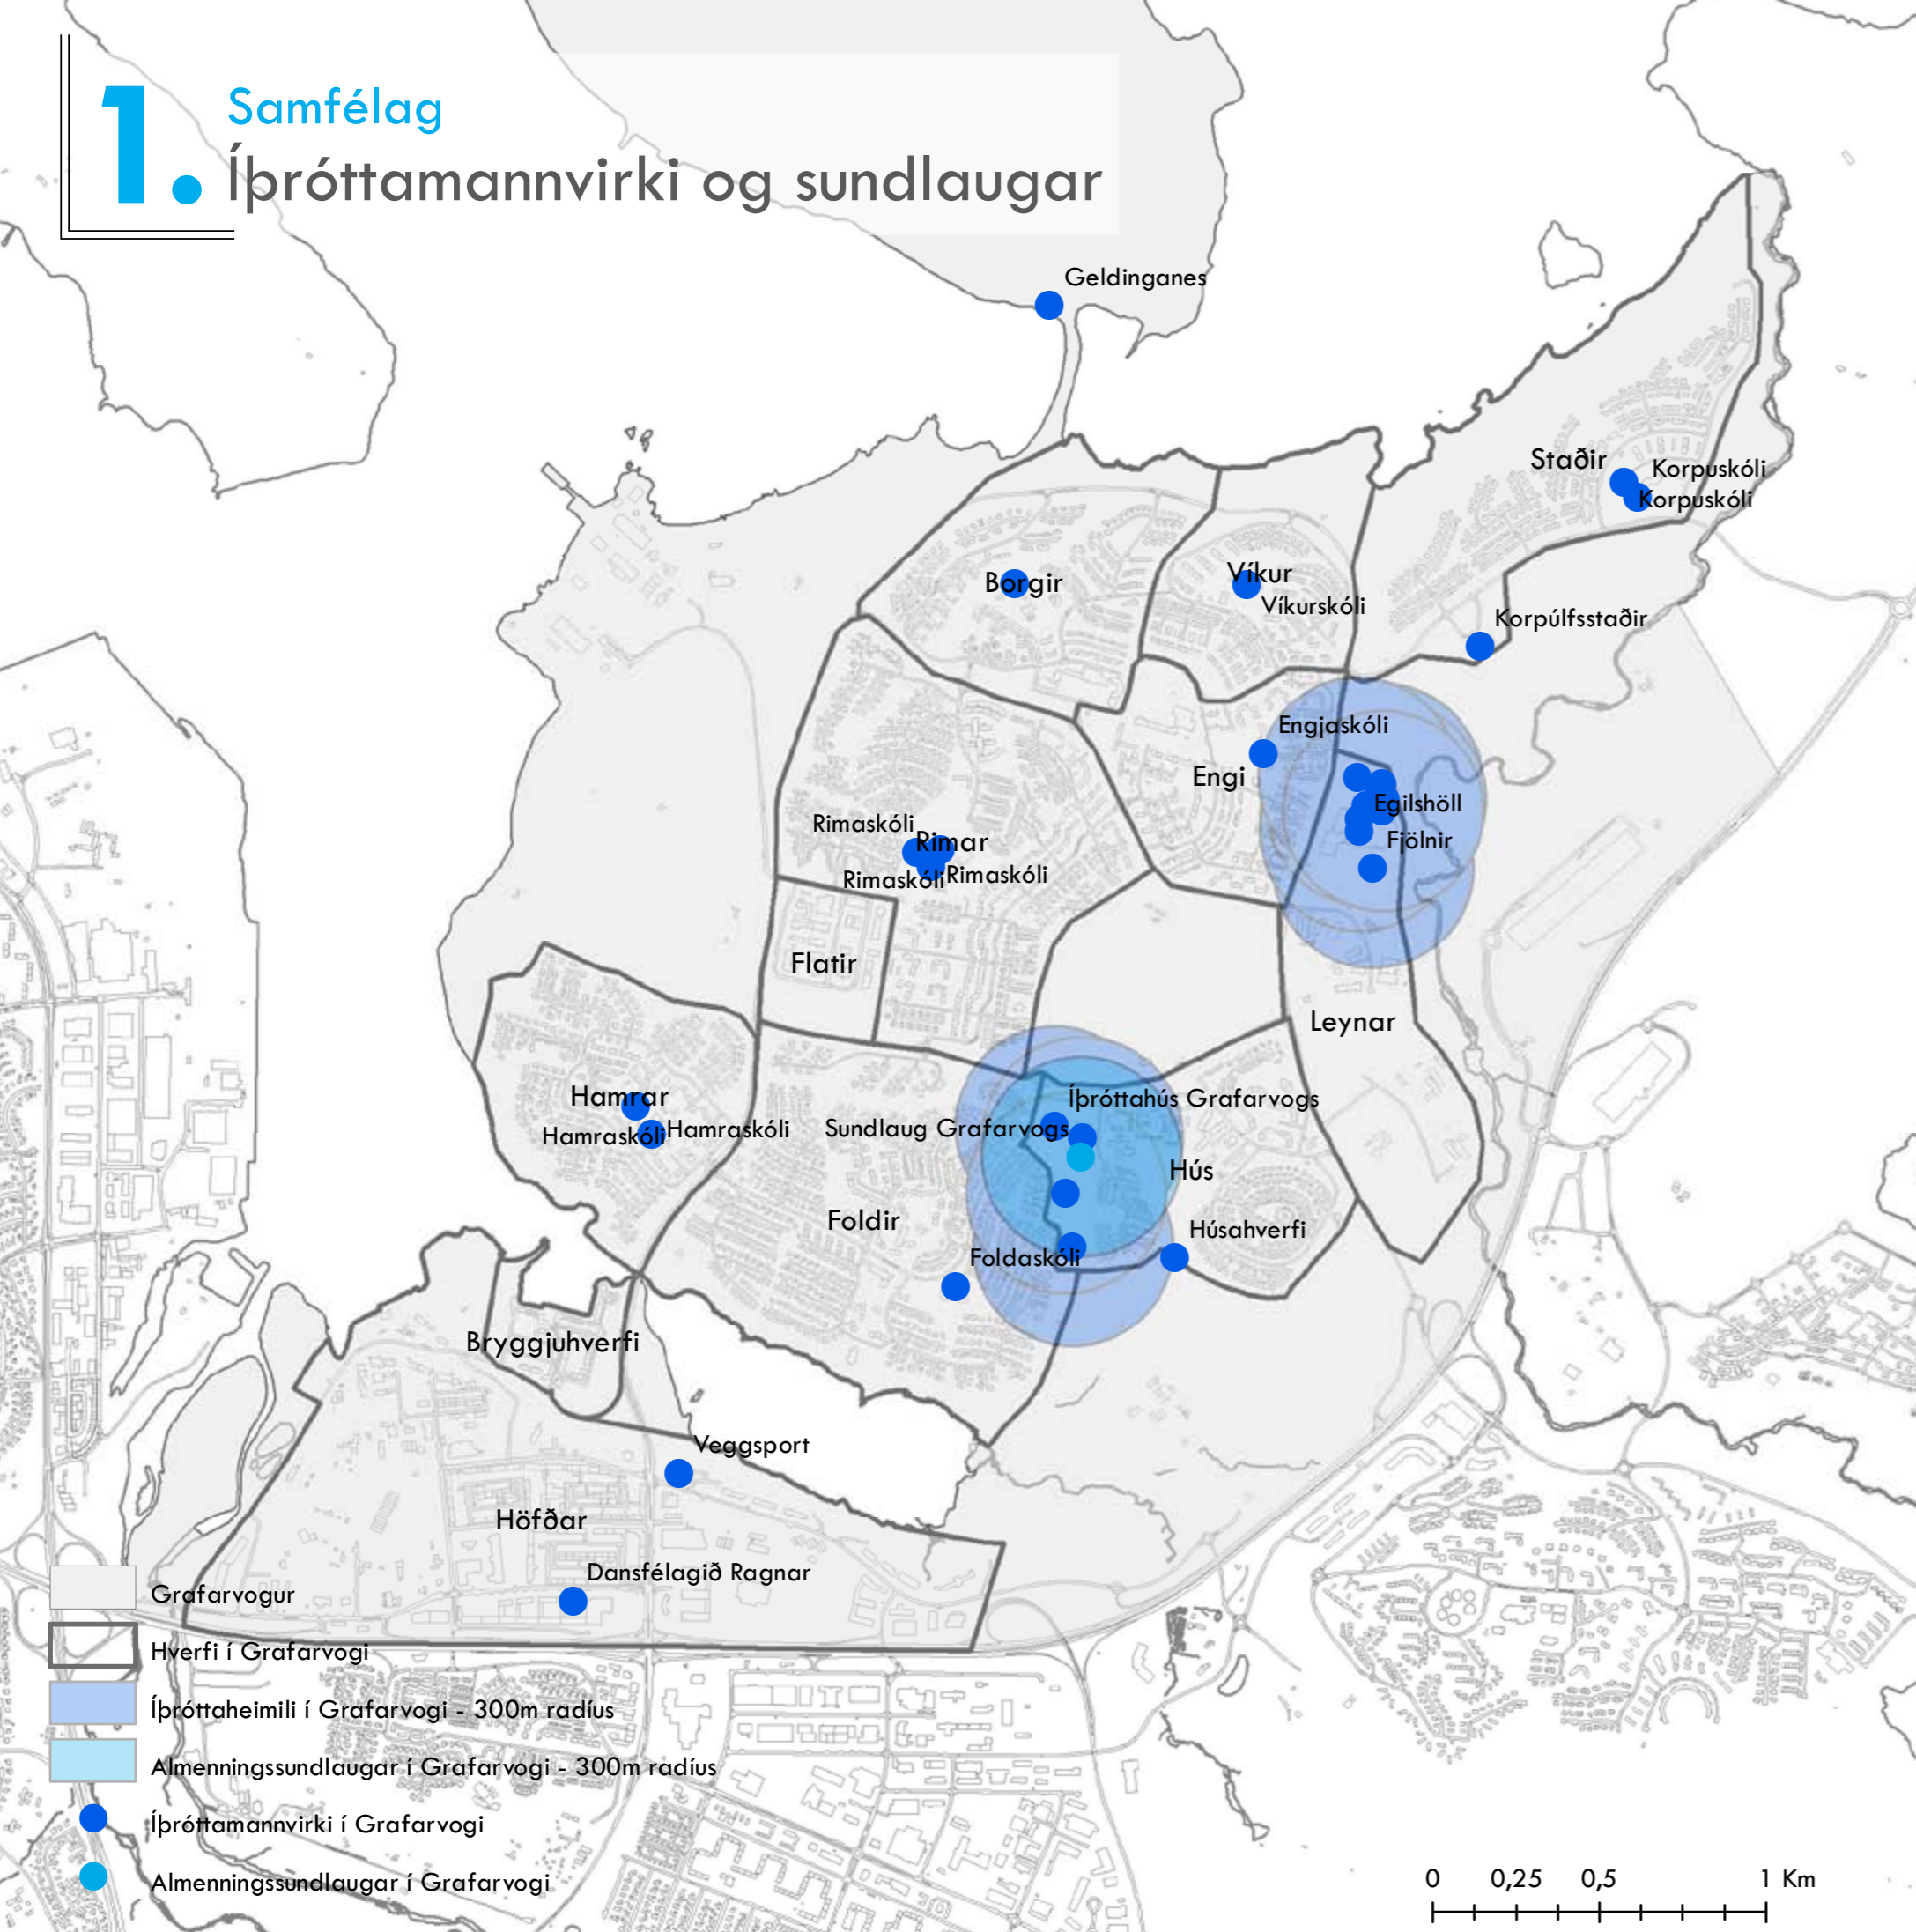 1.
Samfélag
Íþróttamannvirki og sundlaugar
Geldinganes
Staðir
Korpuskóli
Korpuskóli
Borgir
Víkur
Víkurskóli
Korpúlfsstaðir
Engjaskóli
Engi
Egilshöll
Fjölnir
Rimaskóli
Rimar
Rimaskóli
Rimaskóli
Flatir
Leynar
Hamrar
Hamraskóli
Hamraskóli
Íþróttahús Grafarvogs
Sundlaug Grafarvogs
Hús
Foldir
Húsahverfi
Foldaskóli
Bryggjuhverfi
Veggsport
Höfðar
Dansfélagið Ragnar
Grafarvogur
Hverfi í Grafarvogi
Íþróttaheimili í Grafarvogi - 300m radíus
Almenningssundlaugar í Grafarvogi - 300m radíus
Íþróttamannvirki í Grafarvogi
Almenningssundlaugar í Grafarvogi
0 0,25 0,5 1 Km